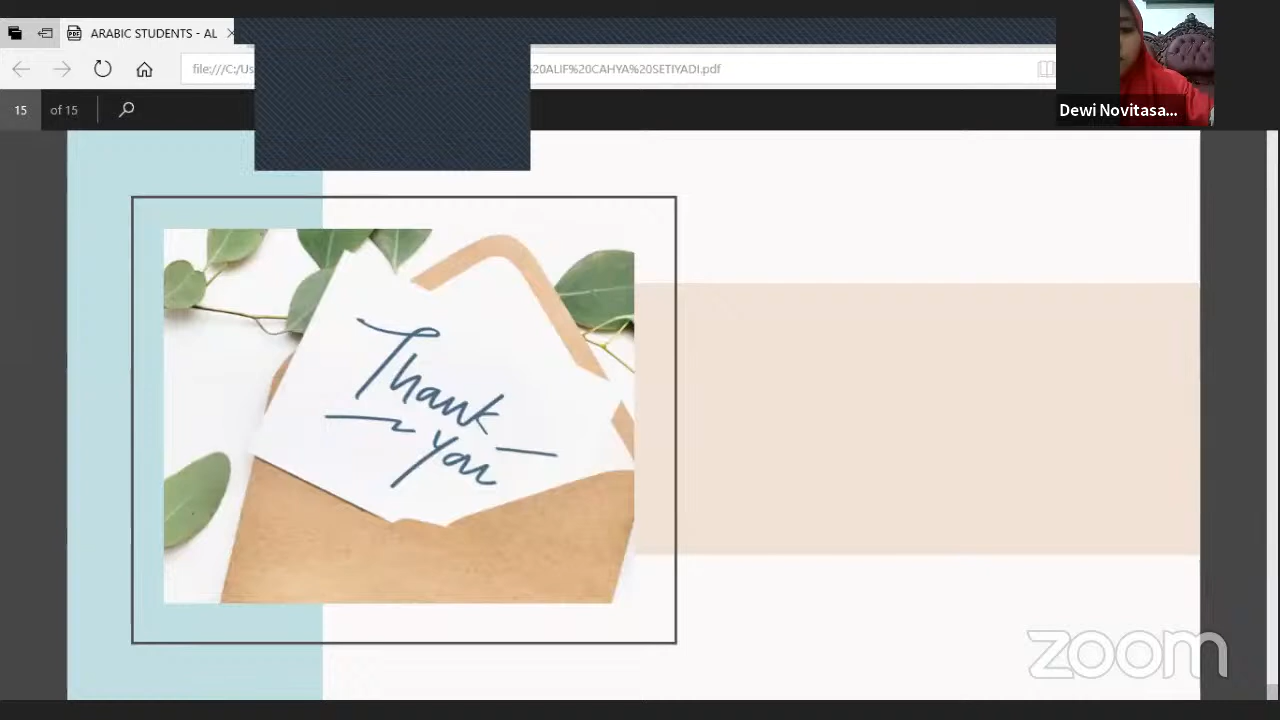 ARABIC STUDENTS - AL
file:///C:/Us
20ALIF%20CAHYA%20SETIYADI.pdf
15 of 15
Dewi Novitasa...
Thank
you
zoom